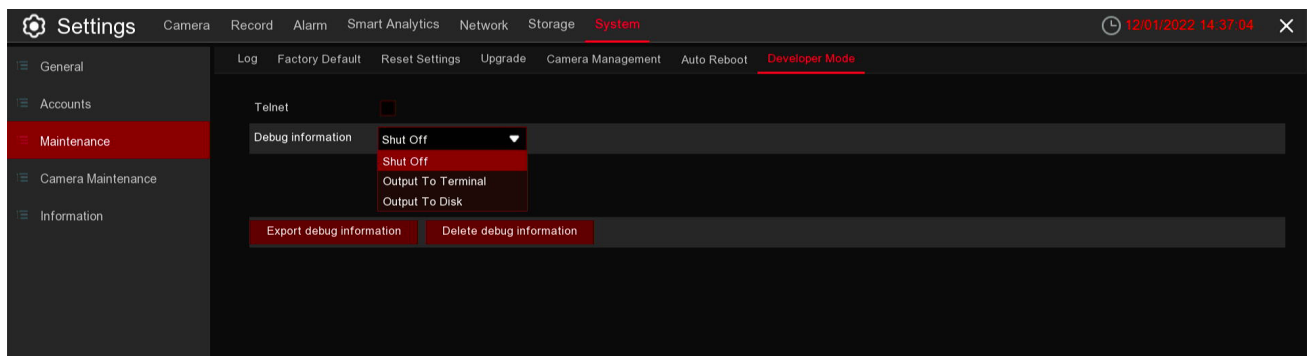 Settings Camera Record Alarm Smart Analytics Network Storage System 12/01/2022 14:37:04
General
Accounts
Maintenance
Camera Maintenance
Information
Log Factory Default Reset Settings Upgrade Camera Management Auto Reboot Developer Mode
Telnet
Debug information Shut Off
Shut Off
Output To Terminal
Output To Disk
Export debug information Delete debug information